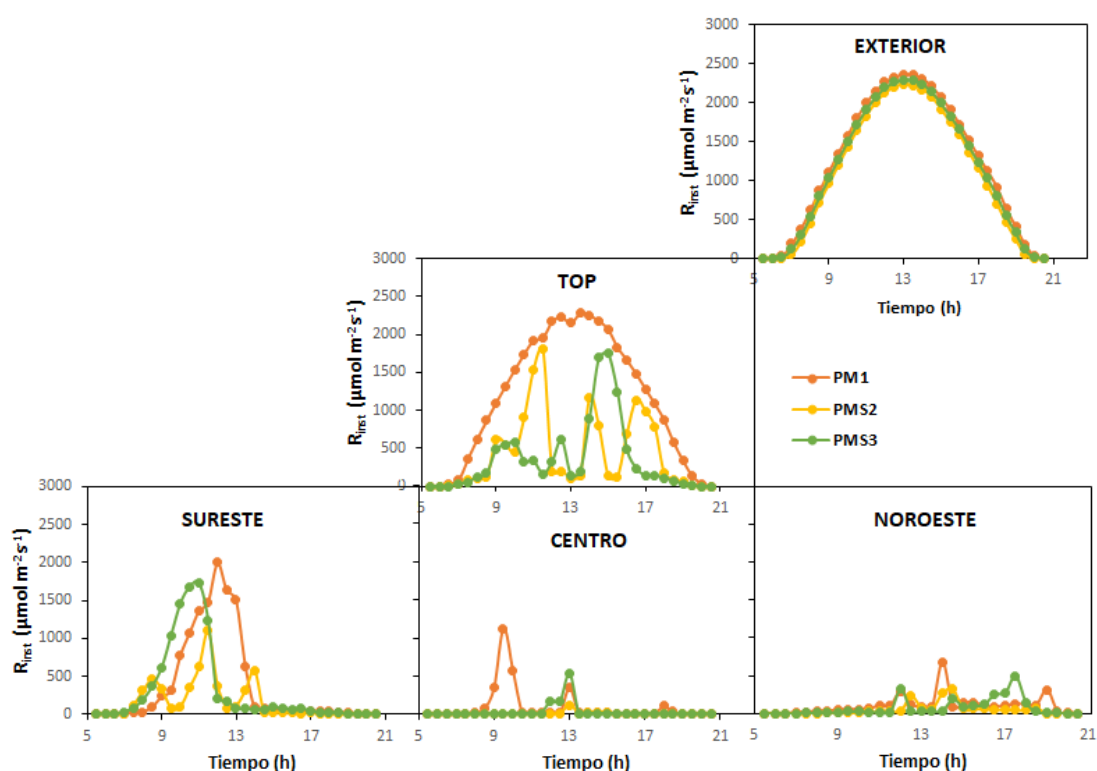 EXTERIOR
R_inst (µmol m⁻²s⁻¹)
3000
2500
2000
1500
1000
500
0
5 9 13 17 21
Tiempo (h)
TOP
R_inst (µmol m⁻²s⁻¹)
3000
2500
2000
1500
1000
500
0
5 9 13 17 21
PM1
PMS2
PMS3
SURESTE
R_inst (µmol m⁻²s⁻¹)
3000
2500
2000
1500
1000
500
0
5 9 13 17 21
Tiempo (h)
CENTRO
5 9 13 17 21
Tiempo (h)
NOROESTE
5 9 13 17 21
Tiempo (h)